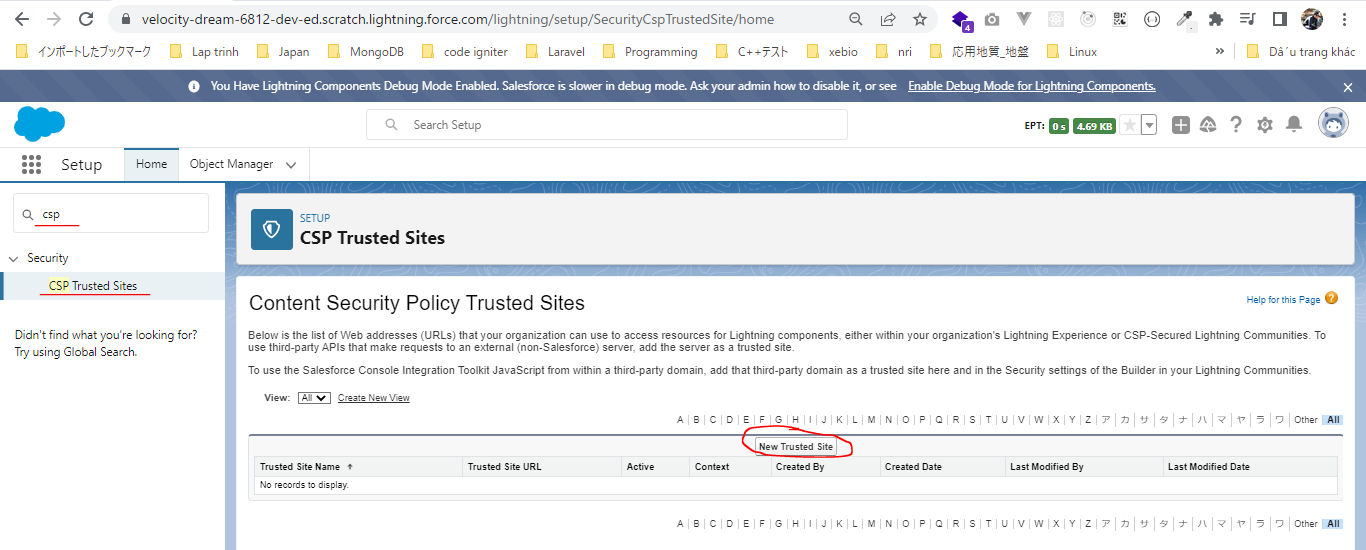 velocity-dream-6812-dev-ed.scratch.lightning.force.com/lightning/setup/SecurityCspTrustedSite/home
4
インポートしたブックマーク Lap trinh Japan MongoDB code igniter Laravel Programming C++テスト xebio nri 応用地質_地盤 Linux » Dấu trang khác
You Have Lightning Components Debug Mode Enabled. Salesforce is slower in debug mode. Ask your admin how to disable it, or see Enable Debug Mode for Lightning Components.
Search Setup
EPT: 0 s 4.69 KB
Setup Home Object Manager
csp
Security
CSP Trusted Sites
Didn't find what you're looking for?
Try using Global Search.
SETUP
CSP Trusted Sites
Content Security Policy Trusted Sites
Help for this Page ?
Below is the list of Web addresses (URLs) that your organization can use to access resources for Lightning components, either within your organization's Lightning Experience or CSP-Secured Lightning Communities. To
use third-party APIs that make requests to an external (non-Salesforce) server, add the server as a trusted site.
To use the Salesforce Console Integration Toolkit JavaScript from within a third-party domain, add that third-party domain as a trusted site here and in the Security settings of the Builder in your Lightning Communities.
View: All Create New View
A | B | C | D | E | F | G | H | I | J | K | L | M | N | O | P | Q | R | S | T | U | V | W | X | Y | Z | ア | カ | サ | タ | ナ | ハ | マ | ヤ | ラ | ワ | Other All
New Trusted Site
Trusted Site Name ↑ Trusted Site URL Active Context Created By Created Date Last Modified By Last Modified Date
No records to display.
A | B | C | D | E | F | G | H | I | J | K | L | M | N | O | P | Q | R | S | T | U | V | W | X | Y | Z | ア | カ | サ | タ | ナ | ハ | マ | ヤ | ラ | ワ | Other All